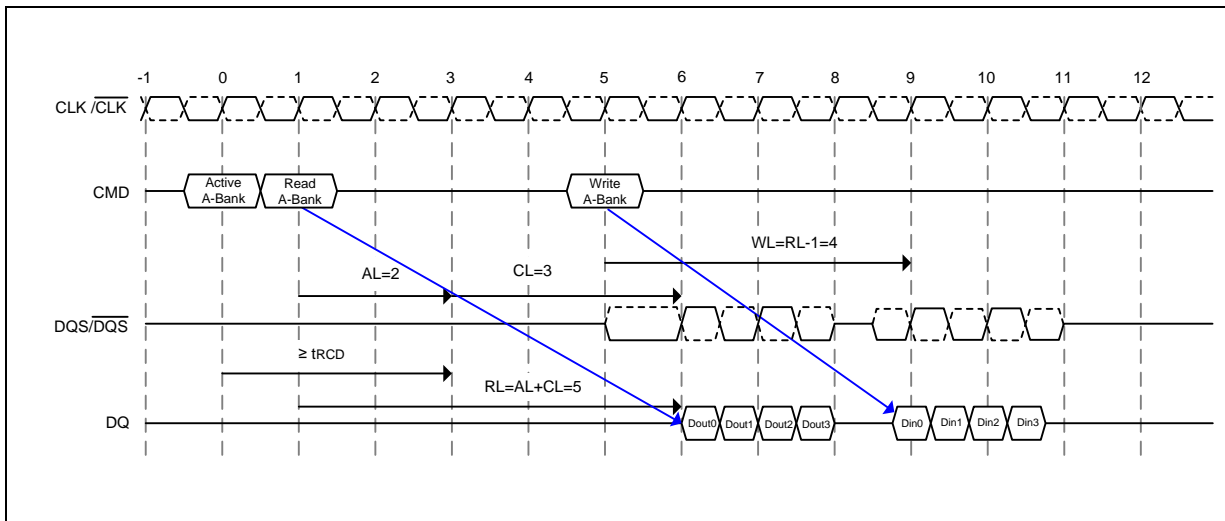 -1 0 1 2 3 4 5 6 7 8 9 10 11 12
CLK /CLK
CMD
Active
A-Bank
Read
A-Bank
Write
A-Bank
WL=RL-1=4
AL=2
CL=3
DQS/DQS
≥ tRCD
RL=AL+CL=5
DQ
Dout0 Dout1 Dout2 Dout3 Din0 Din1 Din2 Din3